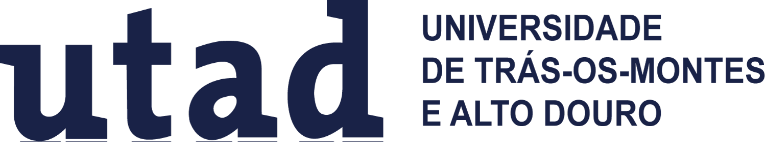 utad
UNIVERSIDADE
DE TRÁS-OS-MONTES
E ALTO DOURO